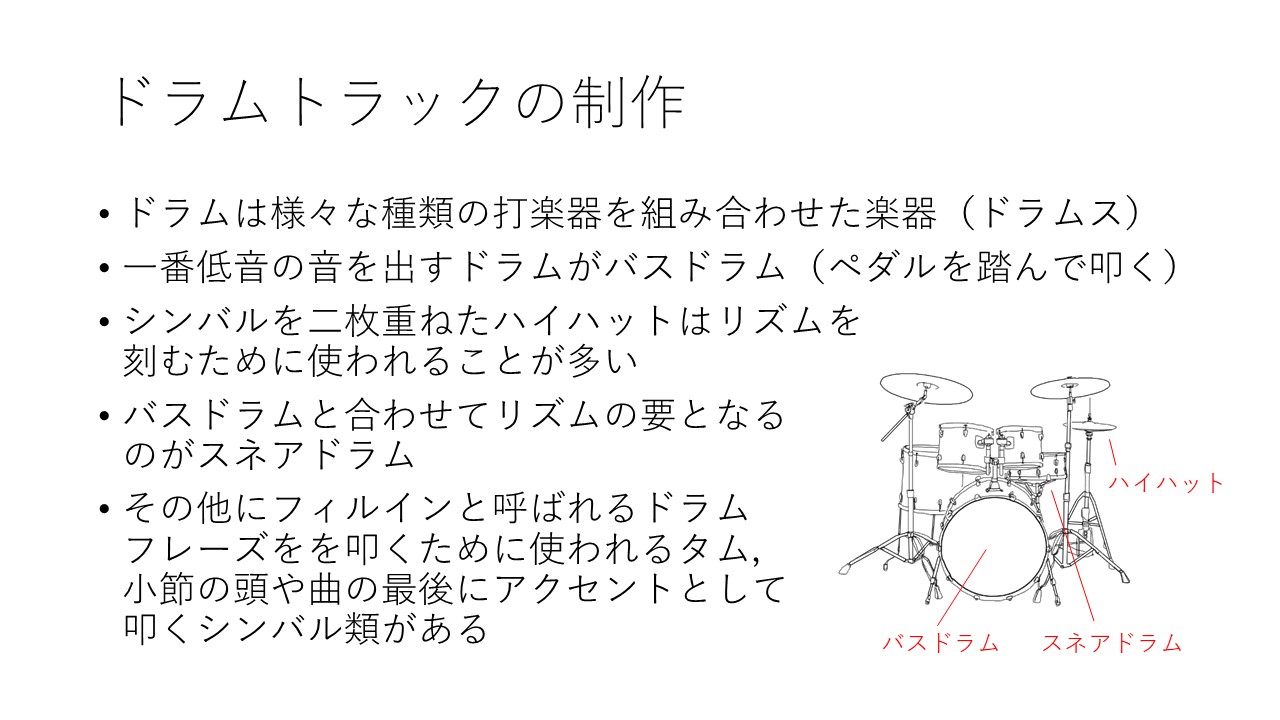 ドラムトラックの制作
• ドラムは様々な種類の打楽器を組み合わせた楽器（ドラムス）
• 一番低音の音を出すドラムがバスドラム（ペダルを踏んで叩く）
• シンバルを二枚重ねたハイハットはリズムを
刻むために使われることが多い
• バスドラムと合わせてリズムの要となる
のがスネアドラム
• その他にフィルインと呼ばれるドラム
フレーズをを叩くために使われるタム,
小節の頭や曲の最後にアクセントとして
叩くシンバル類がある
ハイハット
バスドラム
スネアドラム